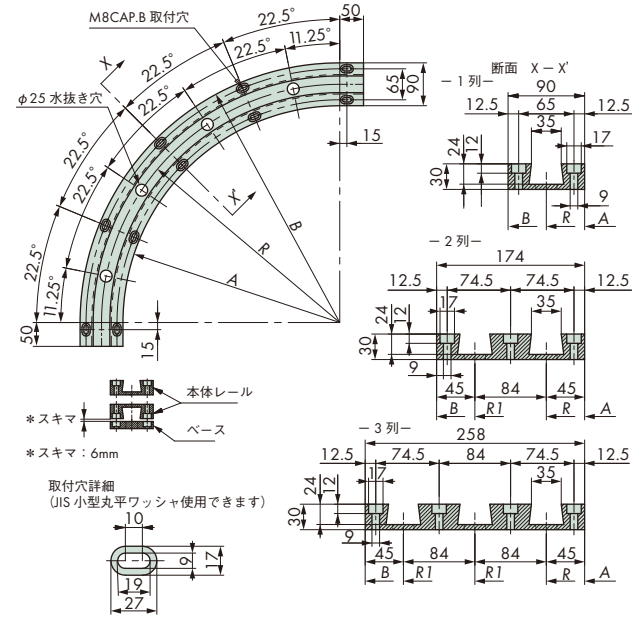 M8CAP.B 取付穴
22.5°
50
11.25°
22.5°
22.5°
X
φ25 水抜き穴
22.5°
65
90
15
22.5°
22.5°
X'
B
R
A
22.5°
11.25°
50
15
本体レール
*スキマ
ベース
*スキマ：6mm
取付穴詳細
（JIS 小型丸平ワッシャ使用できます）
10
9
17
19
27
断面 X－X'
－1列－
90
12.5 65 12.5
35
24 12 17
30
9
B R A
－2列－
174
12.5 74.5 74.5 12.5
17 35
24 12
30
9
45 84 45
B R1 R A
－3列－
258
12.5 74.5 84 74.5 12.5
17 35
24 12
30
9
45 84 84 45
B R1 R1 R A